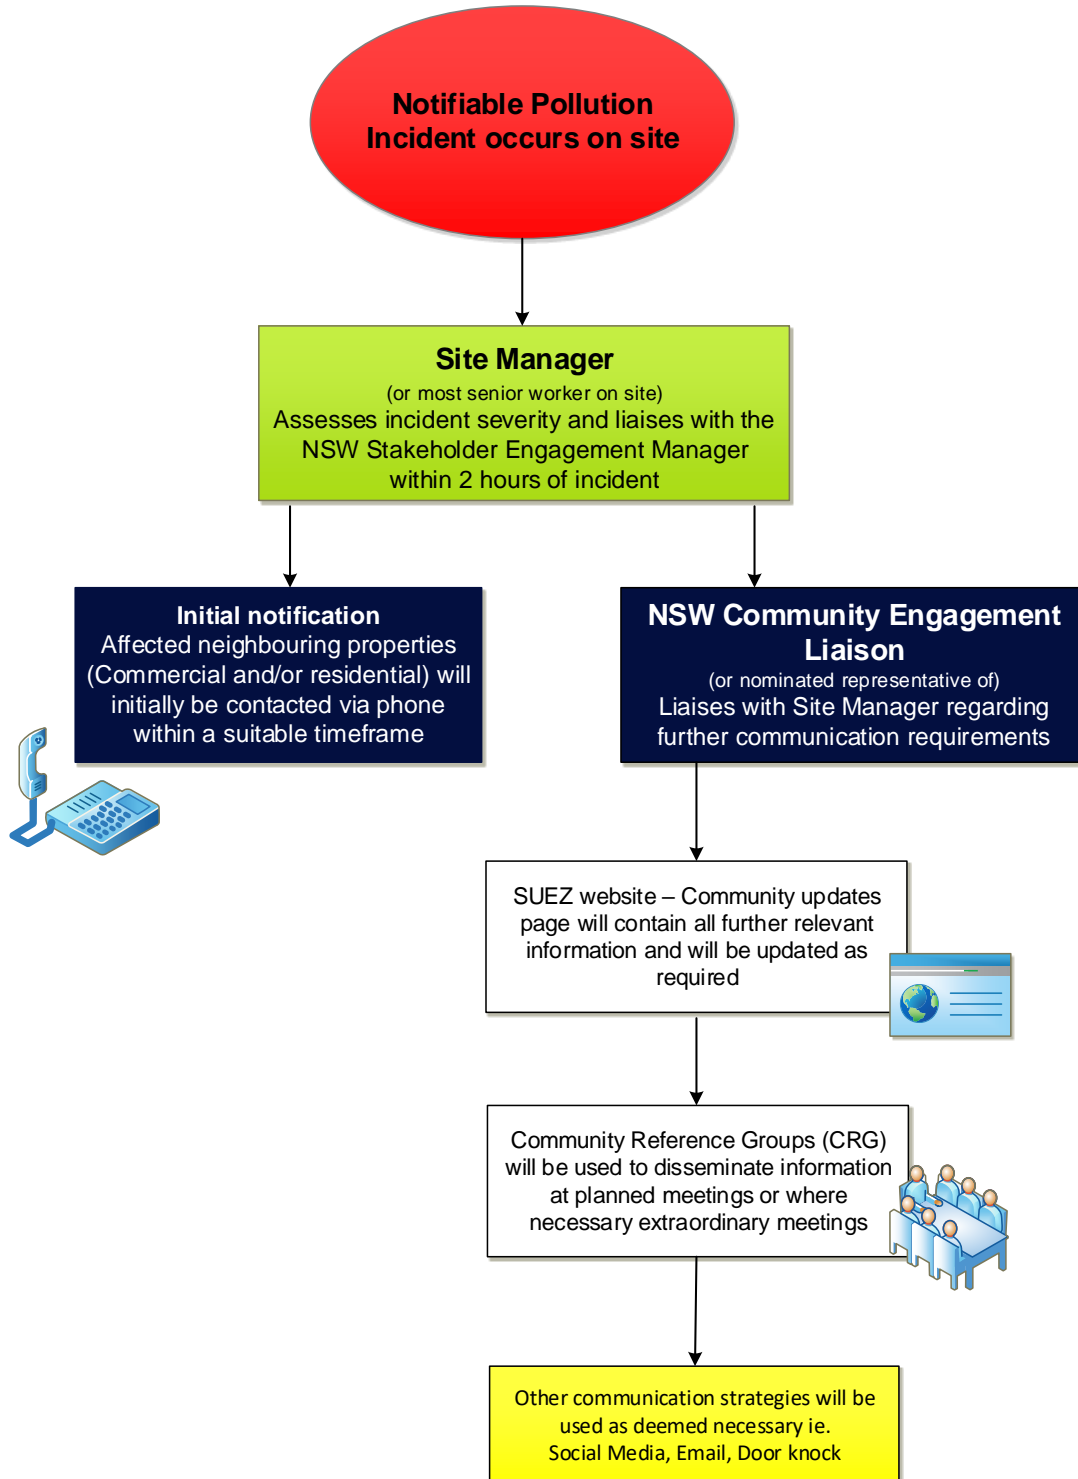 Notifiable Pollution
Incident occurs on site
Site Manager
(or most senior worker on site)
Assesses incident severity and liaises with the
NSW Stakeholder Engagement Manager
within 2 hours of incident
Initial notification
Affected neighbouring properties
(Commercial and/or residential) will
initially be contacted via phone
within a suitable timeframe
NSW Community Engagement
Liaison
(or nominated representative of)
Liaises with Site Manager regarding
further communication requirements
SUEZ website – Community updates
page will contain all further relevant
information and will be updated as
required
Community Reference Groups (CRG)
will be used to disseminate information
at planned meetings or where
necessary extraordinary meetings
Other communication strategies will be
used as deemed necessary ie.
Social Media, Email, Door knock